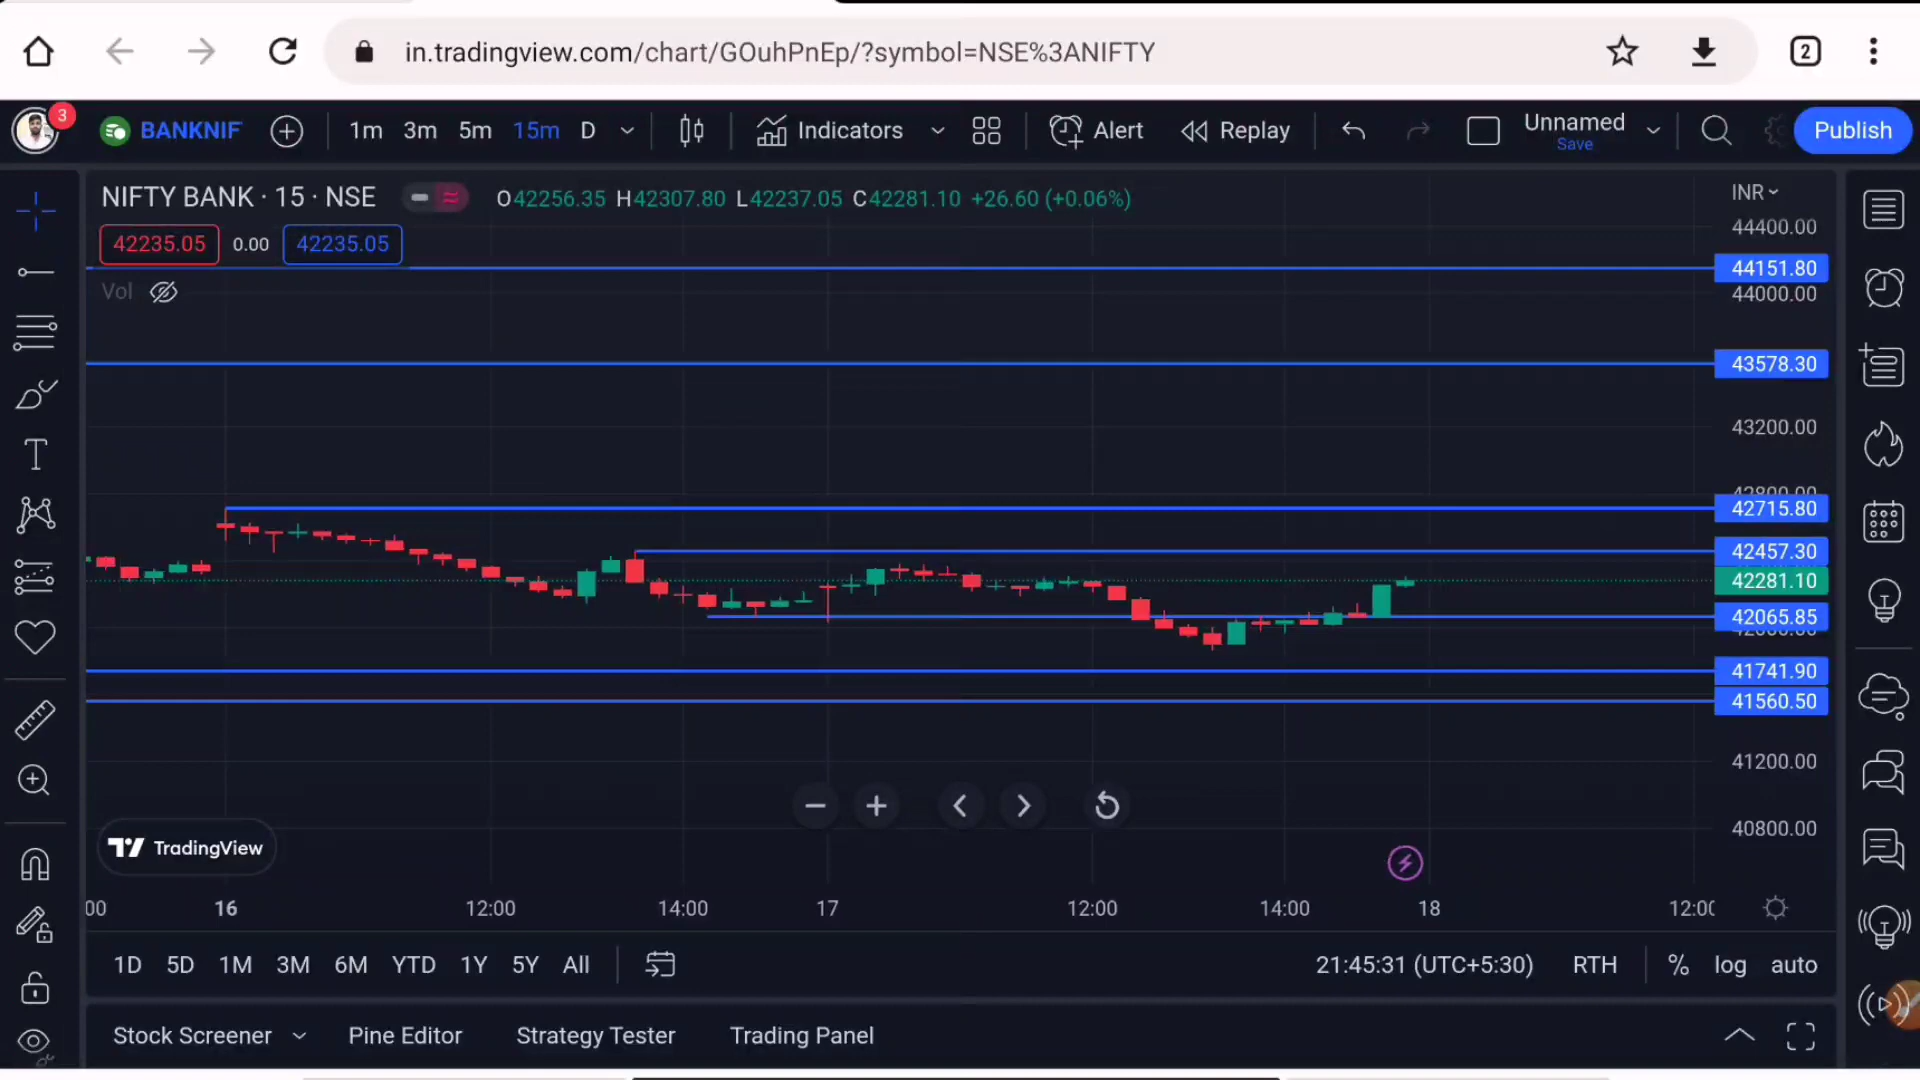 in.tradingview.com/chart/GOuhPnEp/?symbol=NSE%3ANIFTY
2
3
BANKNIF
1m 3m 5m 15m D
Indicators
Alert
Replay
Unnamed
Save
Publish
NIFTY BANK · 15 · NSE
O42256.35 H42307.80 L42237.05 C42281.10 +26.60 (+0.06%)
INR
42235.05 0.00 42235.05
Vol
44400.00
44151.80
44000.00
43578.30
43200.00
42715.80
42457.30
42281.10
42065.85
41741.90
41560.50
41200.00
40800.00
TradingView
00 16 12:00 14:00 17 12:00 14:00 18 12:00
1D 5D 1M 3M 6M YTD 1Y 5Y All
21:45:31 (UTC+5:30) RTH % log auto
Stock Screener Pine Editor Strategy Tester Trading Panel